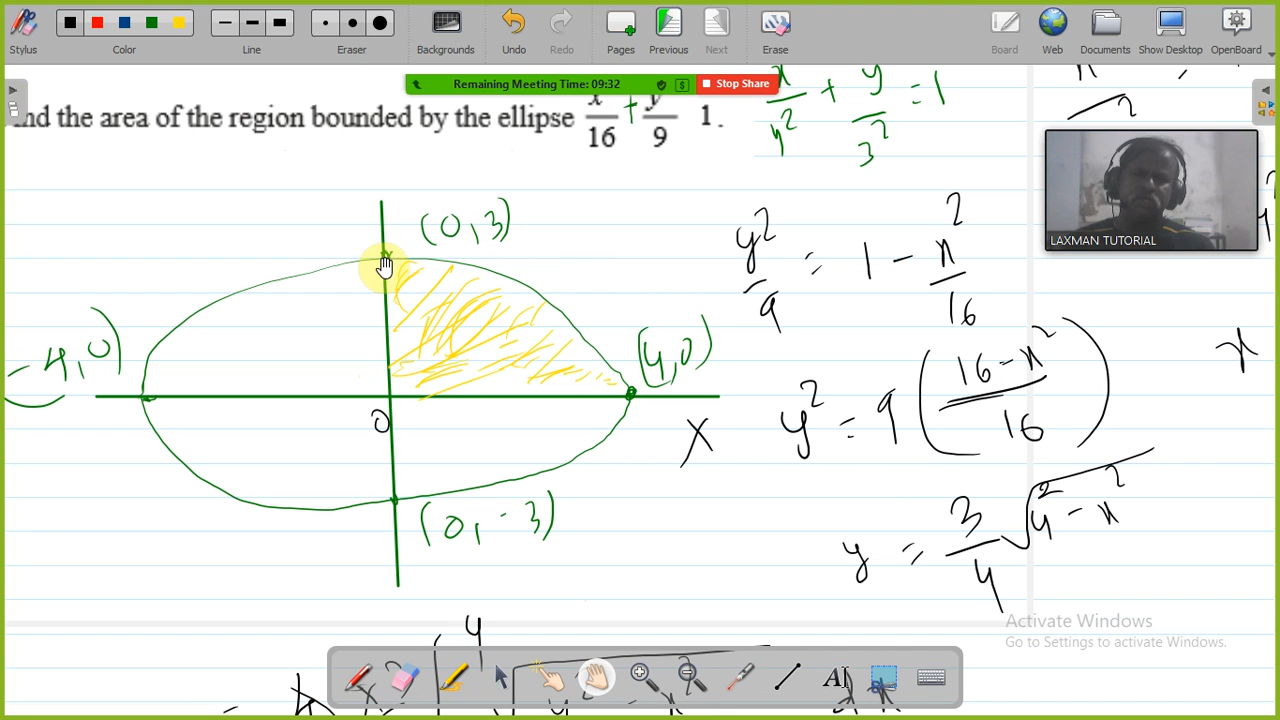 Stylus Color Line Eraser Backgrounds Undo Redo Pages Previous Next Erase Board Web Documents Show Desktop OpenBoard
Remaining Meeting Time: 09:32 Stop Share
nd the area of the region bounded by the ellipse x/16 + y/9 1.
x/4² + y/3² = 1
LAXMAN TUTORIAL
(0,3)
y²/9 = 1 - x²/16
-4,0)
(4,0)
y² = 9(16-x²/16)
x
0
X
(0,-3)
y = 3/4 √4²-x²
Activate Windows
Go to Settings to activate Windows.
4